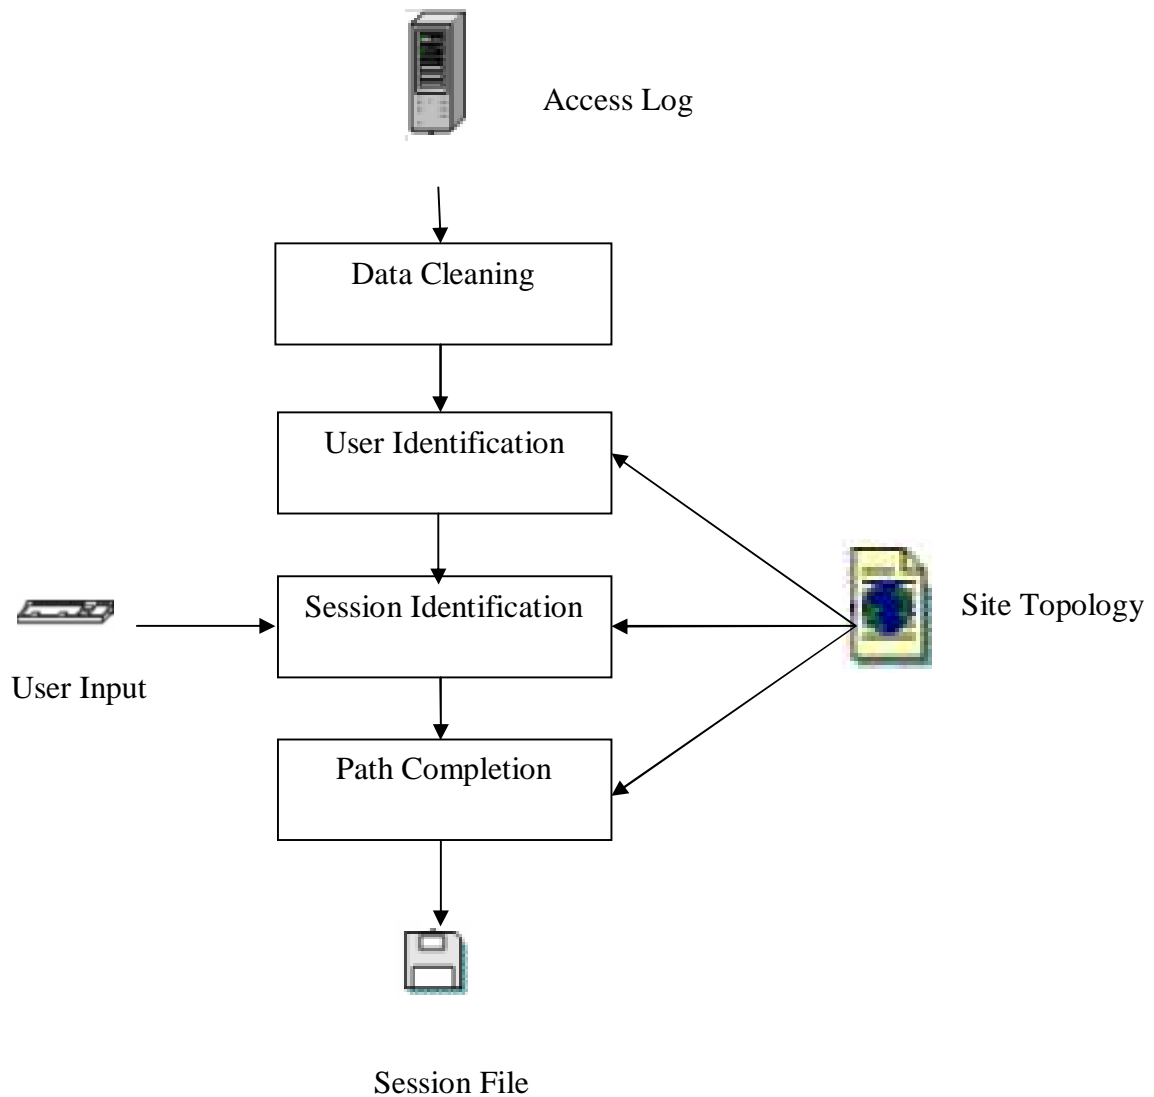 Access Log
Data Cleaning
User Identification
Session Identification
Site Topology
User Input
Path Completion
Session File